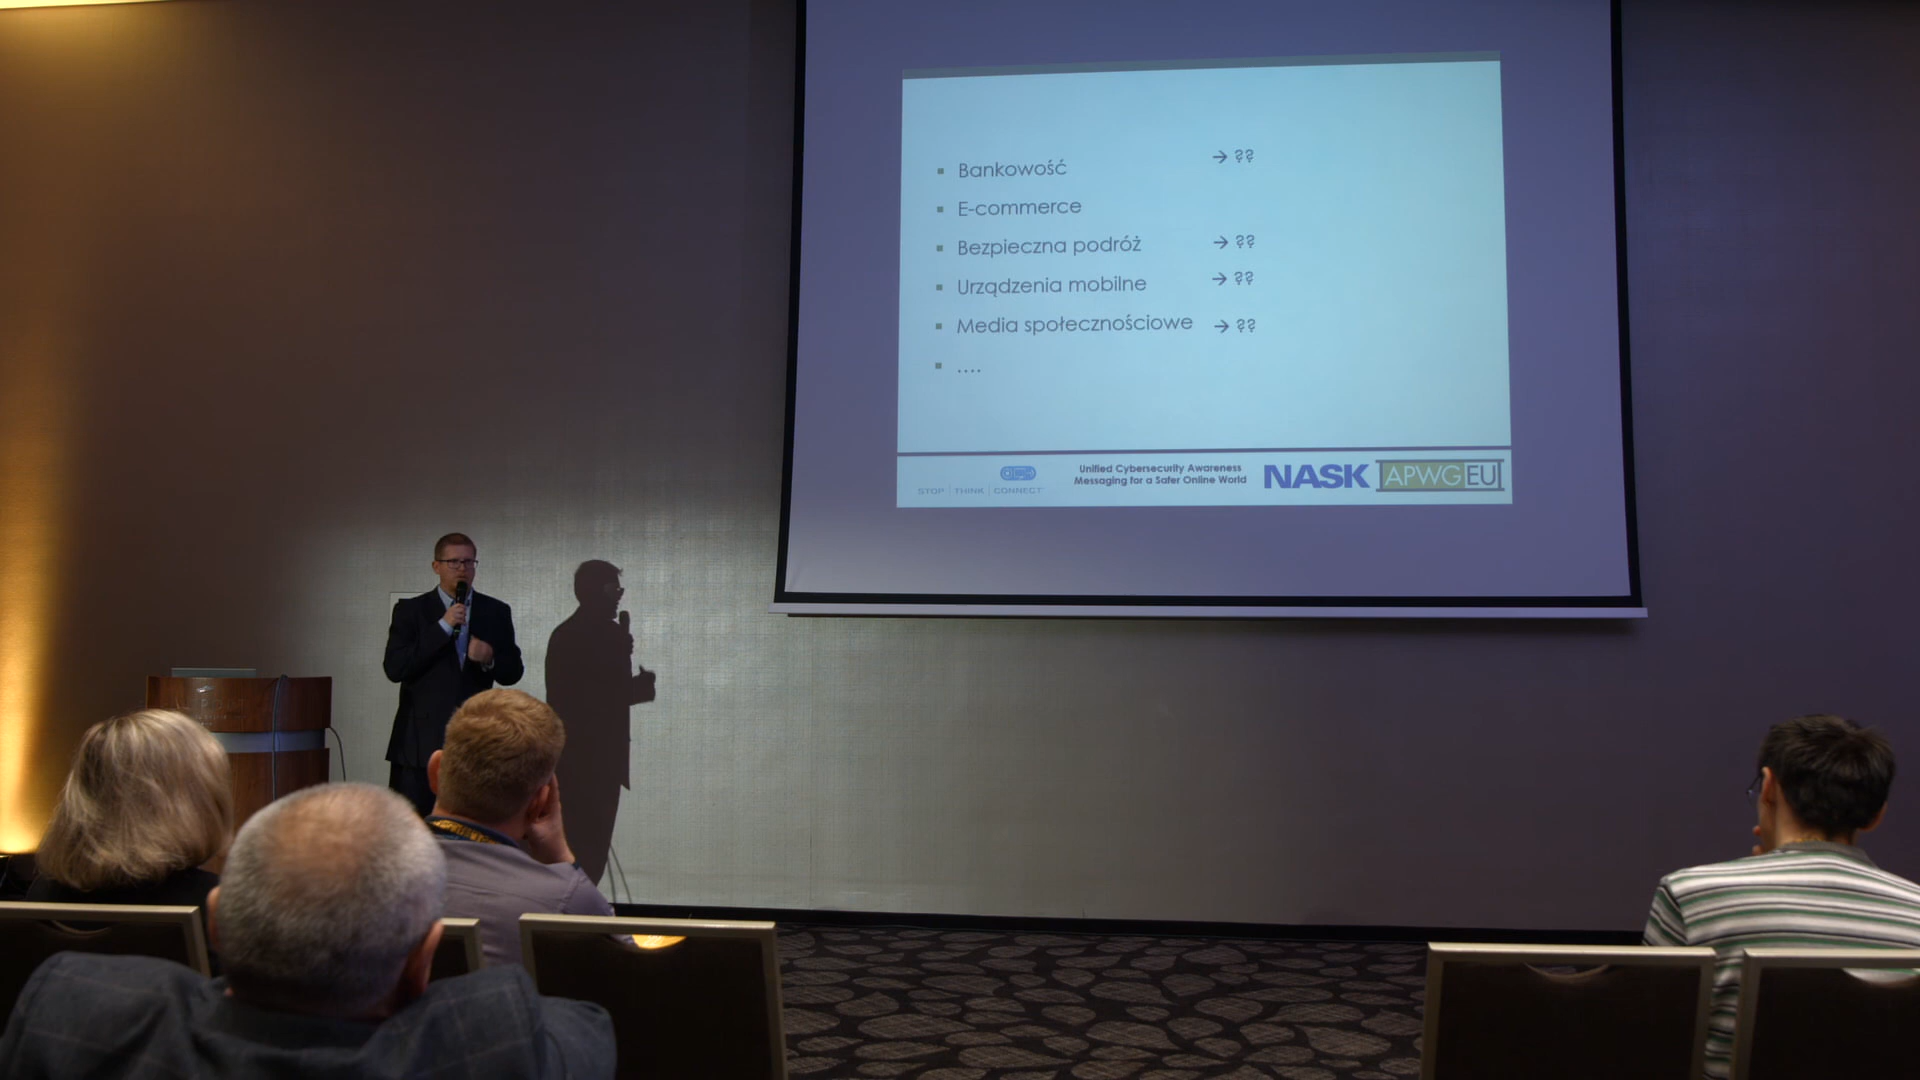 Bankowość → ??
E-commerce
Bezpieczna podróż → ??
Urządzenia mobilne → ??
Media społecznościowe → ??
....
STOP | THINK | CONNECT™
Unified Cybersecurity Awareness
Messaging for a Safer Online World
NASK
APWG EU